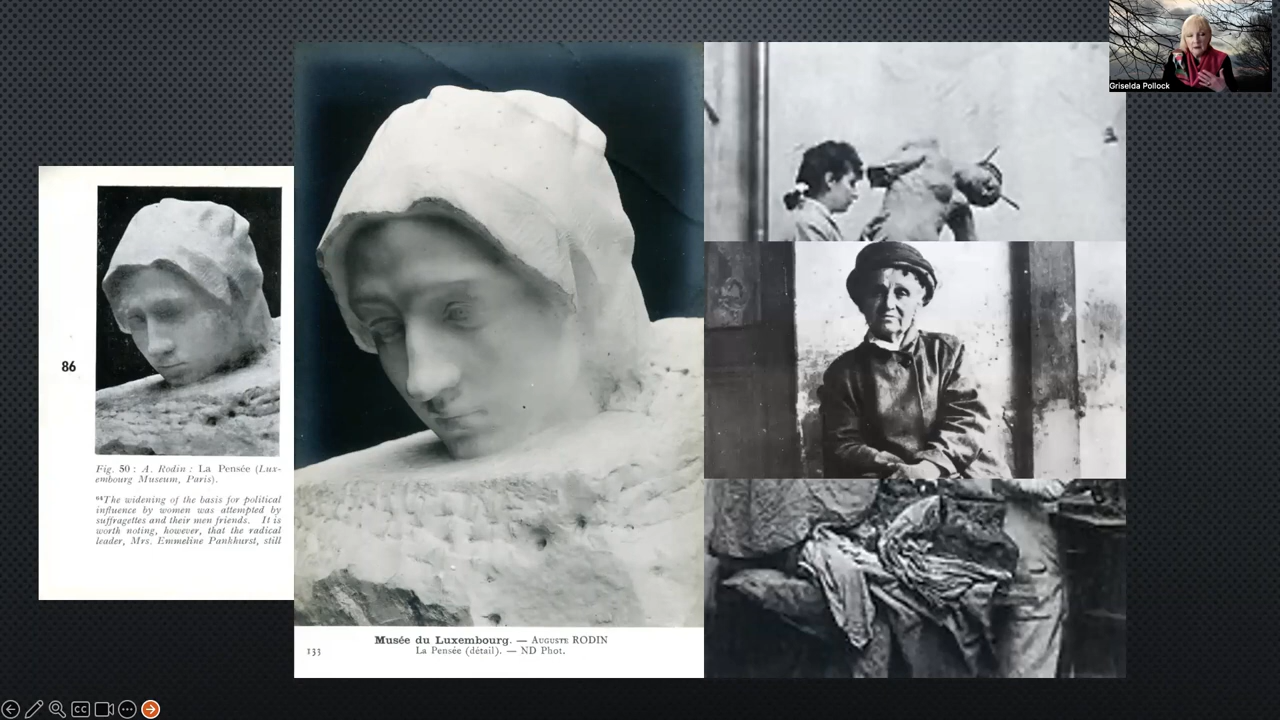 Griselda Pollock
86
Fig. 50 : A. Rodin : La Pensée (Lux-
embourg Museum, Paris).
⁶⁴The widening of the basis for political
influence by women was attempted by
suffragettes and their men friends. It is
worth noting, however, that the radical
leader, Mrs. Emmeline Pankhurst, still
Musée du Luxembourg. — AUGUSTE RODIN
133 La Pensée (détail). — ND Phot.
CC